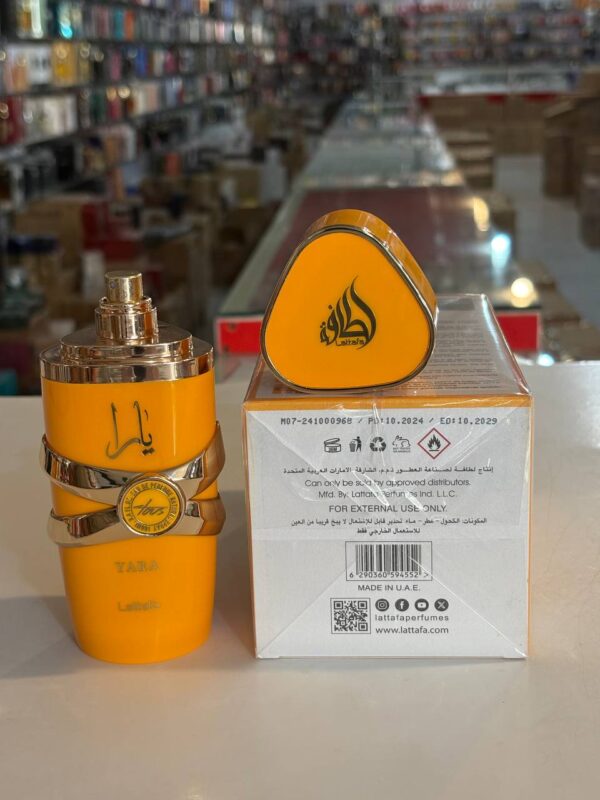 لطافة
Lattafa
يارا
Tous
YARA
Lattafa
M07-241000968 / PD:10.2024 / ED:10.2029
إنتاج لطافة لصناعة العطور ذ.م.م. الشارقة الامارات العربية المتحدة
Can only be sold by approved distributors.
Mfd. By: Lattafa Perfumes Ind. L.L.C.
FOR EXTERNAL USE ONLY.
المكونات: الكحول - عطر - ماء تحذير قابل للإشتعال لا يبخ قريبا من العين
للاستعمال الخارجي فقط
6 290360 594552 >
MADE IN U.A.E.
lattafaperfumes
www.lattafa.com